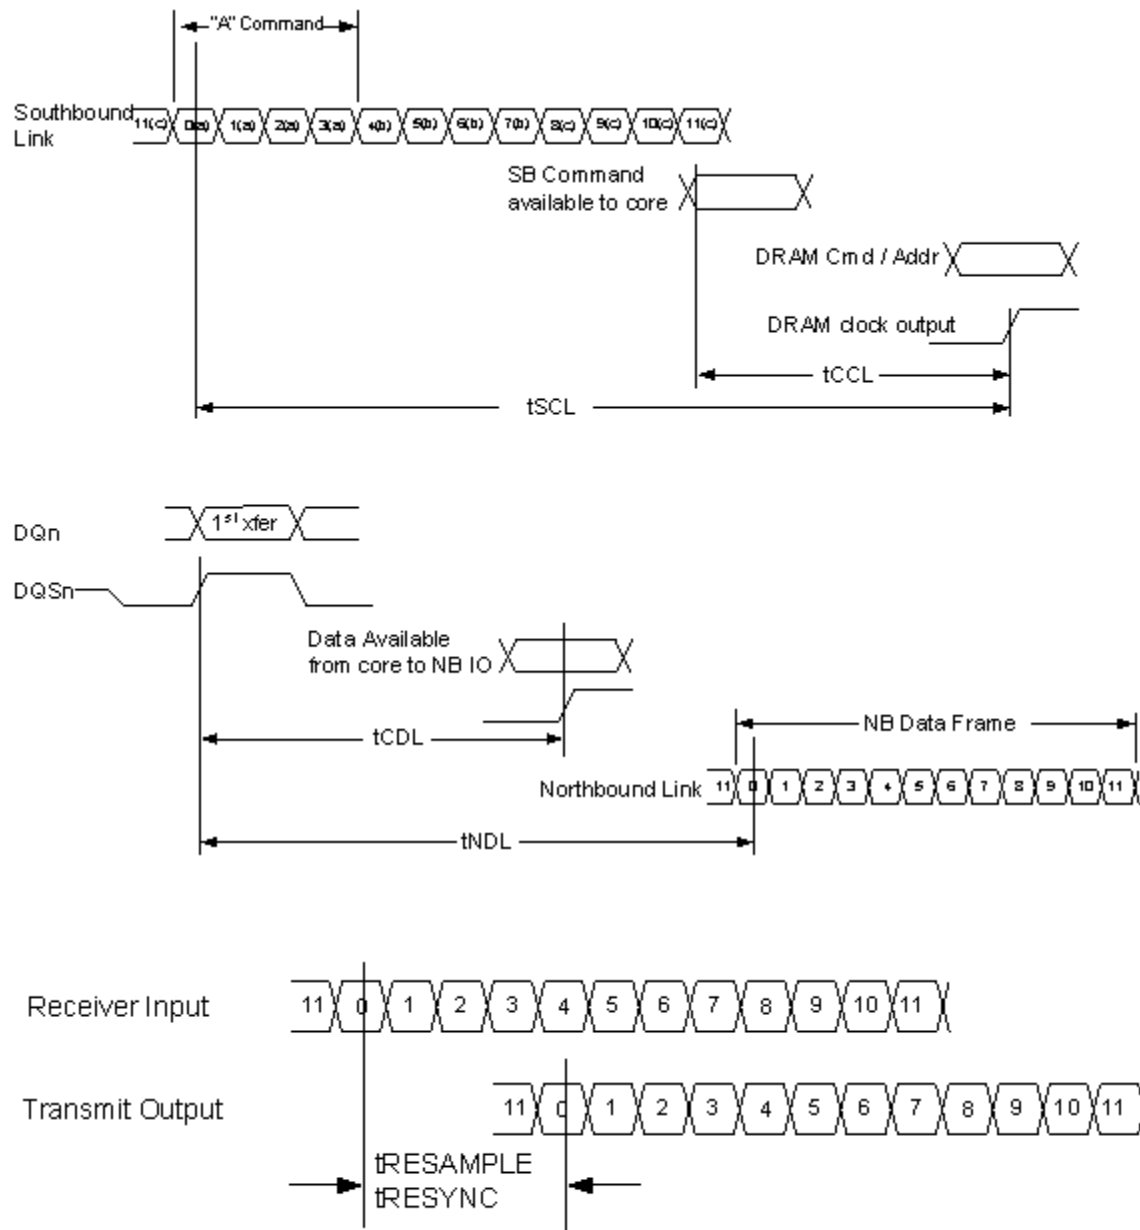 "A" Command
Southbound
Link
11(c) 0(a) 1(a) 2(a) 3(a) 4(b) 5(b) 6(b) 7(b) 8(c) 9(c) 10(c) 11(c)
SB Command
available to core
DRAM Cmd / Addr
DRAM clock output
tCCL
tSCL
DQn
1st xfer
DQSn
Data Available
from core to NB IO
tCDL
NB Data Frame
Northbound Link 11 0 1 2 3 4 5 6 7 8 9 10 11
tNDL
Receiver Input 11 0 1 2 3 4 5 6 7 8 9 10 11
Transmit Output 11 0 1 2 3 4 5 6 7 8 9 10 11
tRESAMPLE
tRESYNC